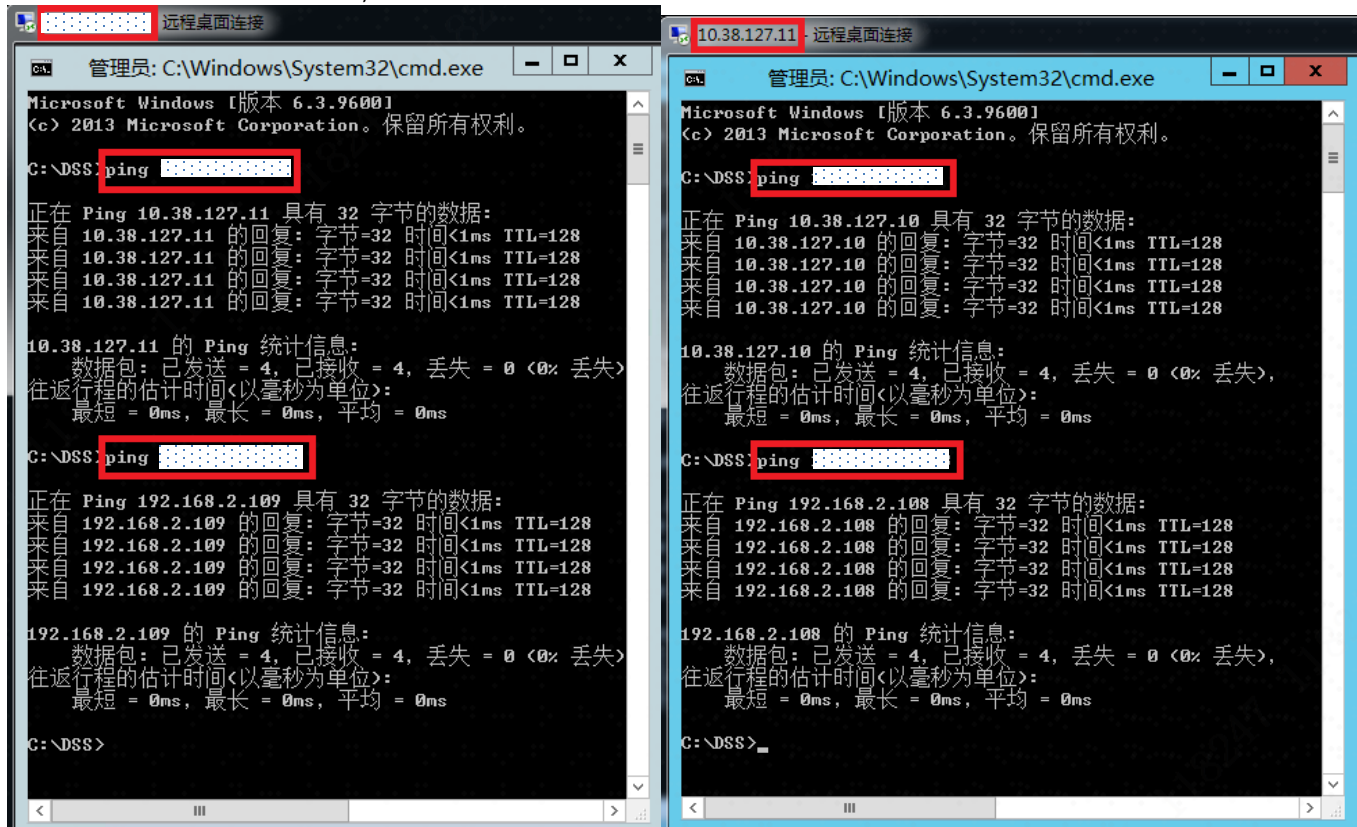 远程桌面连接
管理员: C:\Windows\System32\cmd.exe
Microsoft Windows [版本 6.3.9600]
(c) 2013 Microsoft Corporation。保留所有权利。
C:\DSS>ping
正在 Ping 10.38.127.11 具有 32 字节的数据:
来自 10.38.127.11 的回复: 字节=32 时间<1ms TTL=128
来自 10.38.127.11 的回复: 字节=32 时间<1ms TTL=128
来自 10.38.127.11 的回复: 字节=32 时间<1ms TTL=128
来自 10.38.127.11 的回复: 字节=32 时间<1ms TTL=128
10.38.127.11 的 Ping 统计信息:
数据包: 已发送 = 4, 已接收 = 4, 丢失 = 0 (0% 丢失)
往返行程的估计时间(以毫秒为单位):
最短 = 0ms, 最长 = 0ms, 平均 = 0ms
C:\DSS>ping
正在 Ping 192.168.2.109 具有 32 字节的数据:
来自 192.168.2.109 的回复: 字节=32 时间<1ms TTL=128
来自 192.168.2.109 的回复: 字节=32 时间<1ms TTL=128
来自 192.168.2.109 的回复: 字节=32 时间<1ms TTL=128
来自 192.168.2.109 的回复: 字节=32 时间<1ms TTL=128
192.168.2.109 的 Ping 统计信息:
数据包: 已发送 = 4, 已接收 = 4, 丢失 = 0 (0% 丢失)
往返行程的估计时间(以毫秒为单位):
最短 = 0ms, 最长 = 0ms, 平均 = 0ms
C:\DSS>
10.38.127.11 - 远程桌面连接
管理员: C:\Windows\System32\cmd.exe
Microsoft Windows [版本 6.3.9600]
(c) 2013 Microsoft Corporation。保留所有权利。
C:\DSS>ping
正在 Ping 10.38.127.10 具有 32 字节的数据:
来自 10.38.127.10 的回复: 字节=32 时间<1ms TTL=128
来自 10.38.127.10 的回复: 字节=32 时间<1ms TTL=128
来自 10.38.127.10 的回复: 字节=32 时间<1ms TTL=128
来自 10.38.127.10 的回复: 字节=32 时间<1ms TTL=128
10.38.127.10 的 Ping 统计信息:
数据包: 已发送 = 4, 已接收 = 4, 丢失 = 0 (0% 丢失),
往返行程的估计时间(以毫秒为单位):
最短 = 0ms, 最长 = 0ms, 平均 = 0ms
C:\DSS>ping
正在 Ping 192.168.2.108 具有 32 字节的数据:
来自 192.168.2.108 的回复: 字节=32 时间<1ms TTL=128
来自 192.168.2.108 的回复: 字节=32 时间<1ms TTL=128
来自 192.168.2.108 的回复: 字节=32 时间<1ms TTL=128
来自 192.168.2.108 的回复: 字节=32 时间<1ms TTL=128
192.168.2.108 的 Ping 统计信息:
数据包: 已发送 = 4, 已接收 = 4, 丢失 = 0 (0% 丢失),
往返行程的估计时间(以毫秒为单位):
最短 = 0ms, 最长 = 0ms, 平均 = 0ms
C:\DSS>_